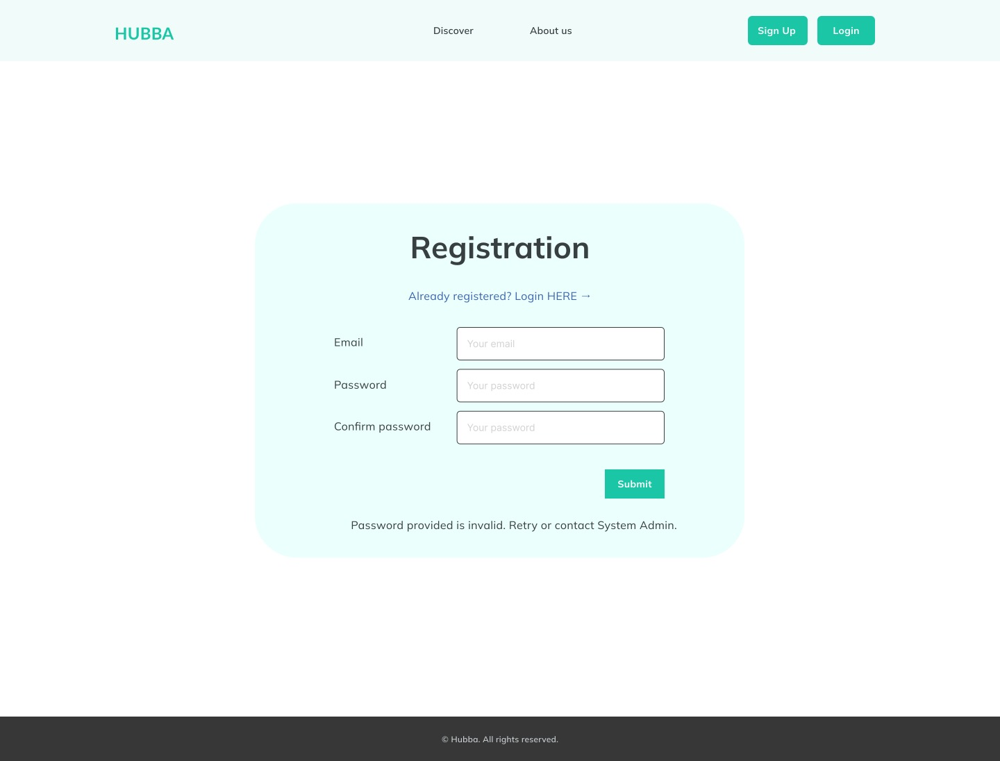 HUBBA
Discover
About us
Sign Up
Login
Registration
Already registered? Login HERE →
Email
Your email
Password
Your password
Confirm password
Your password
Submit
Password provided is invalid. Retry or contact System Admin.
© Hubba. All rights reserved.